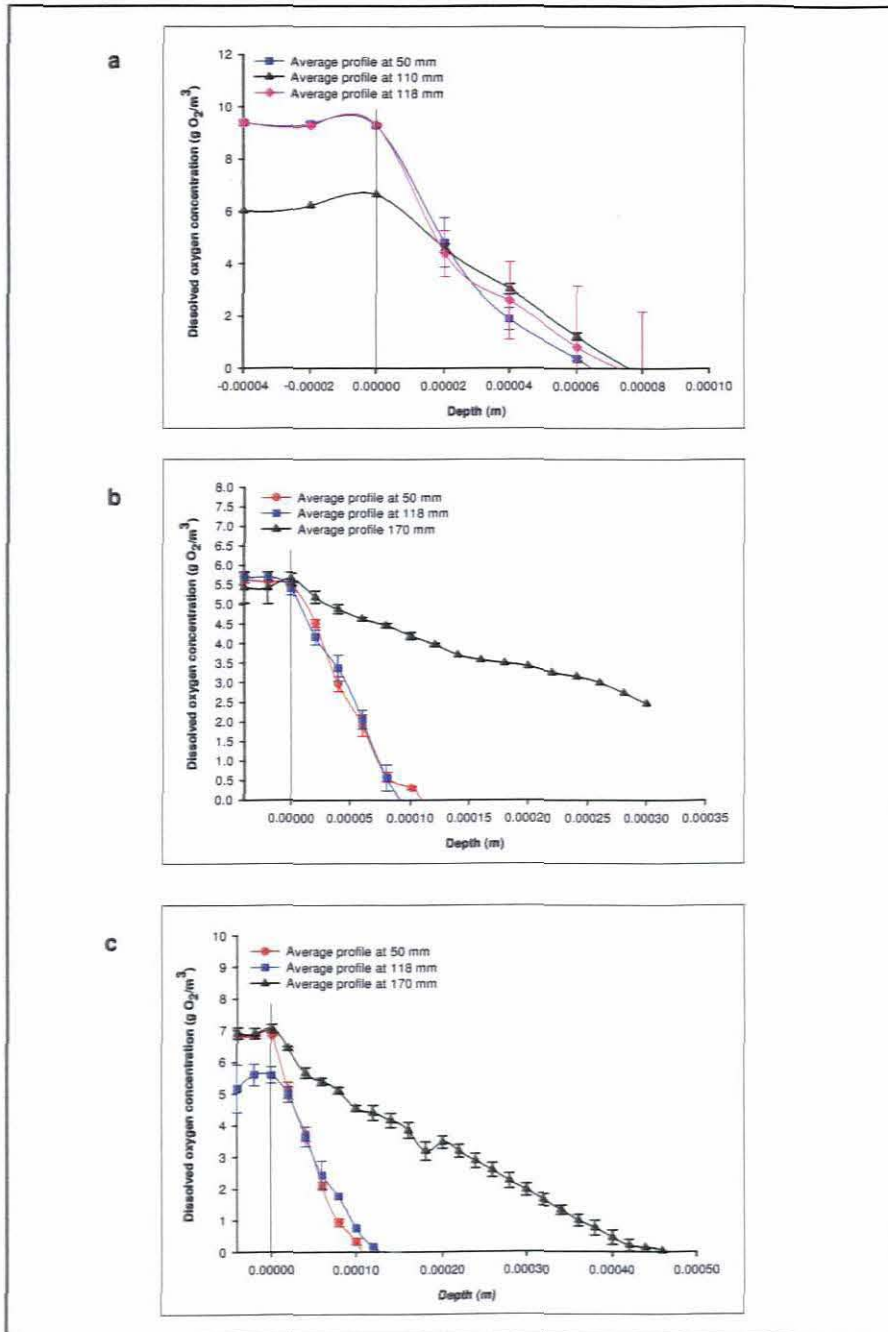 a
Average profile at 50 mm
Average profile at 110 mm
Average profile at 118 mm
Dissolved oxygen concentration (g O₂/m³)
12
10
8
6
4
2
0
-0.00004 -0.00002 0.00000 0.00002 0.00004 0.00006 0.00008 0.00010
Depth (m)
b
Average profile at 50 mm
Average profile at 118 mm
Average profile 170 mm
Dissolved oxygen concentration (g O₂/m³)
8.0
7.5
7.0
6.5
6.0
5.5
5.0
4.5
4.0
3.5
3.0
2.5
2.0
1.5
1.0
0.5
0.0
0.00000 0.00005 0.00010 0.00015 0.00020 0.00025 0.00030 0.00035
Depth (m)
c
Average profile at 50 mm
Average profile at 118 mm
Average profile at 170 mm
Dissolved oxygen concentration (g O₂/m³)
10
9
8
7
6
5
4
3
2
1
0
0.00000 0.00010 0.00020 0.00030 0.00040 0.00050
Depth (m)